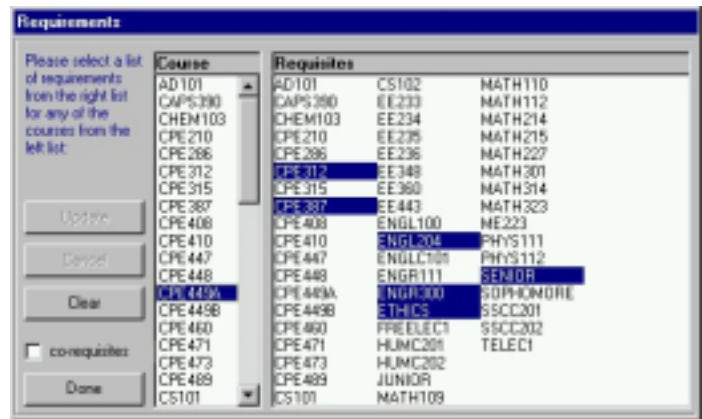 Requirements
Please select a list
of requirements
from the right list
for any of the
courses from the
left list:
Update
Cancel
Clear
co-requisites
Done
Course
AD101
CAPS390
CHEM103
CPE210
CPE286
CPE312
CPE315
CPE387
CPE408
CPE410
CPE447
CPE448
CPE449A
CPE449B
CPE460
CPE471
CPE473
CPE489
CS101
Requisites
AD101 CS102 MATH110
CAPS390 EE233 MATH112
CHEM103 EE234 MATH214
CPE210 EE235 MATH215
CPE286 EE236 MATH227
CPE312 EE348 MATH301
CPE315 EE360 MATH314
CPE387 EE443 MATH323
CPE408 ENGL100 ME223
CPE410 ENGL204 PHYS111
CPE447 ENGLC101 PHYS112
CPE448 ENGR111 SENIOR
CPE449A ENGR300 SOPHOMORE
CPE449B ETHICS SSCC201
CPE460 FREELEC1 SSCC202
CPE471 HUMC201 TELEC1
CPE473 HUMC202
CPE489 JUNIOR
CS101 MATH109